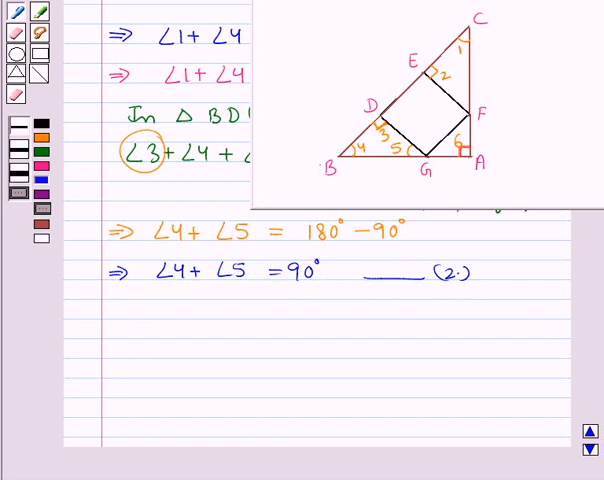 ⇒ ∠1 + ∠4
⇒ ∠1 + ∠4
In △ BD
∠3 + ∠4 + ∠
⇒ ∠4 + ∠5 = 180° - 90°
⇒ ∠4 + ∠5 = 90° ____ (2.)
C
1
E
2
D
F
3
4
5
6
B
G
A